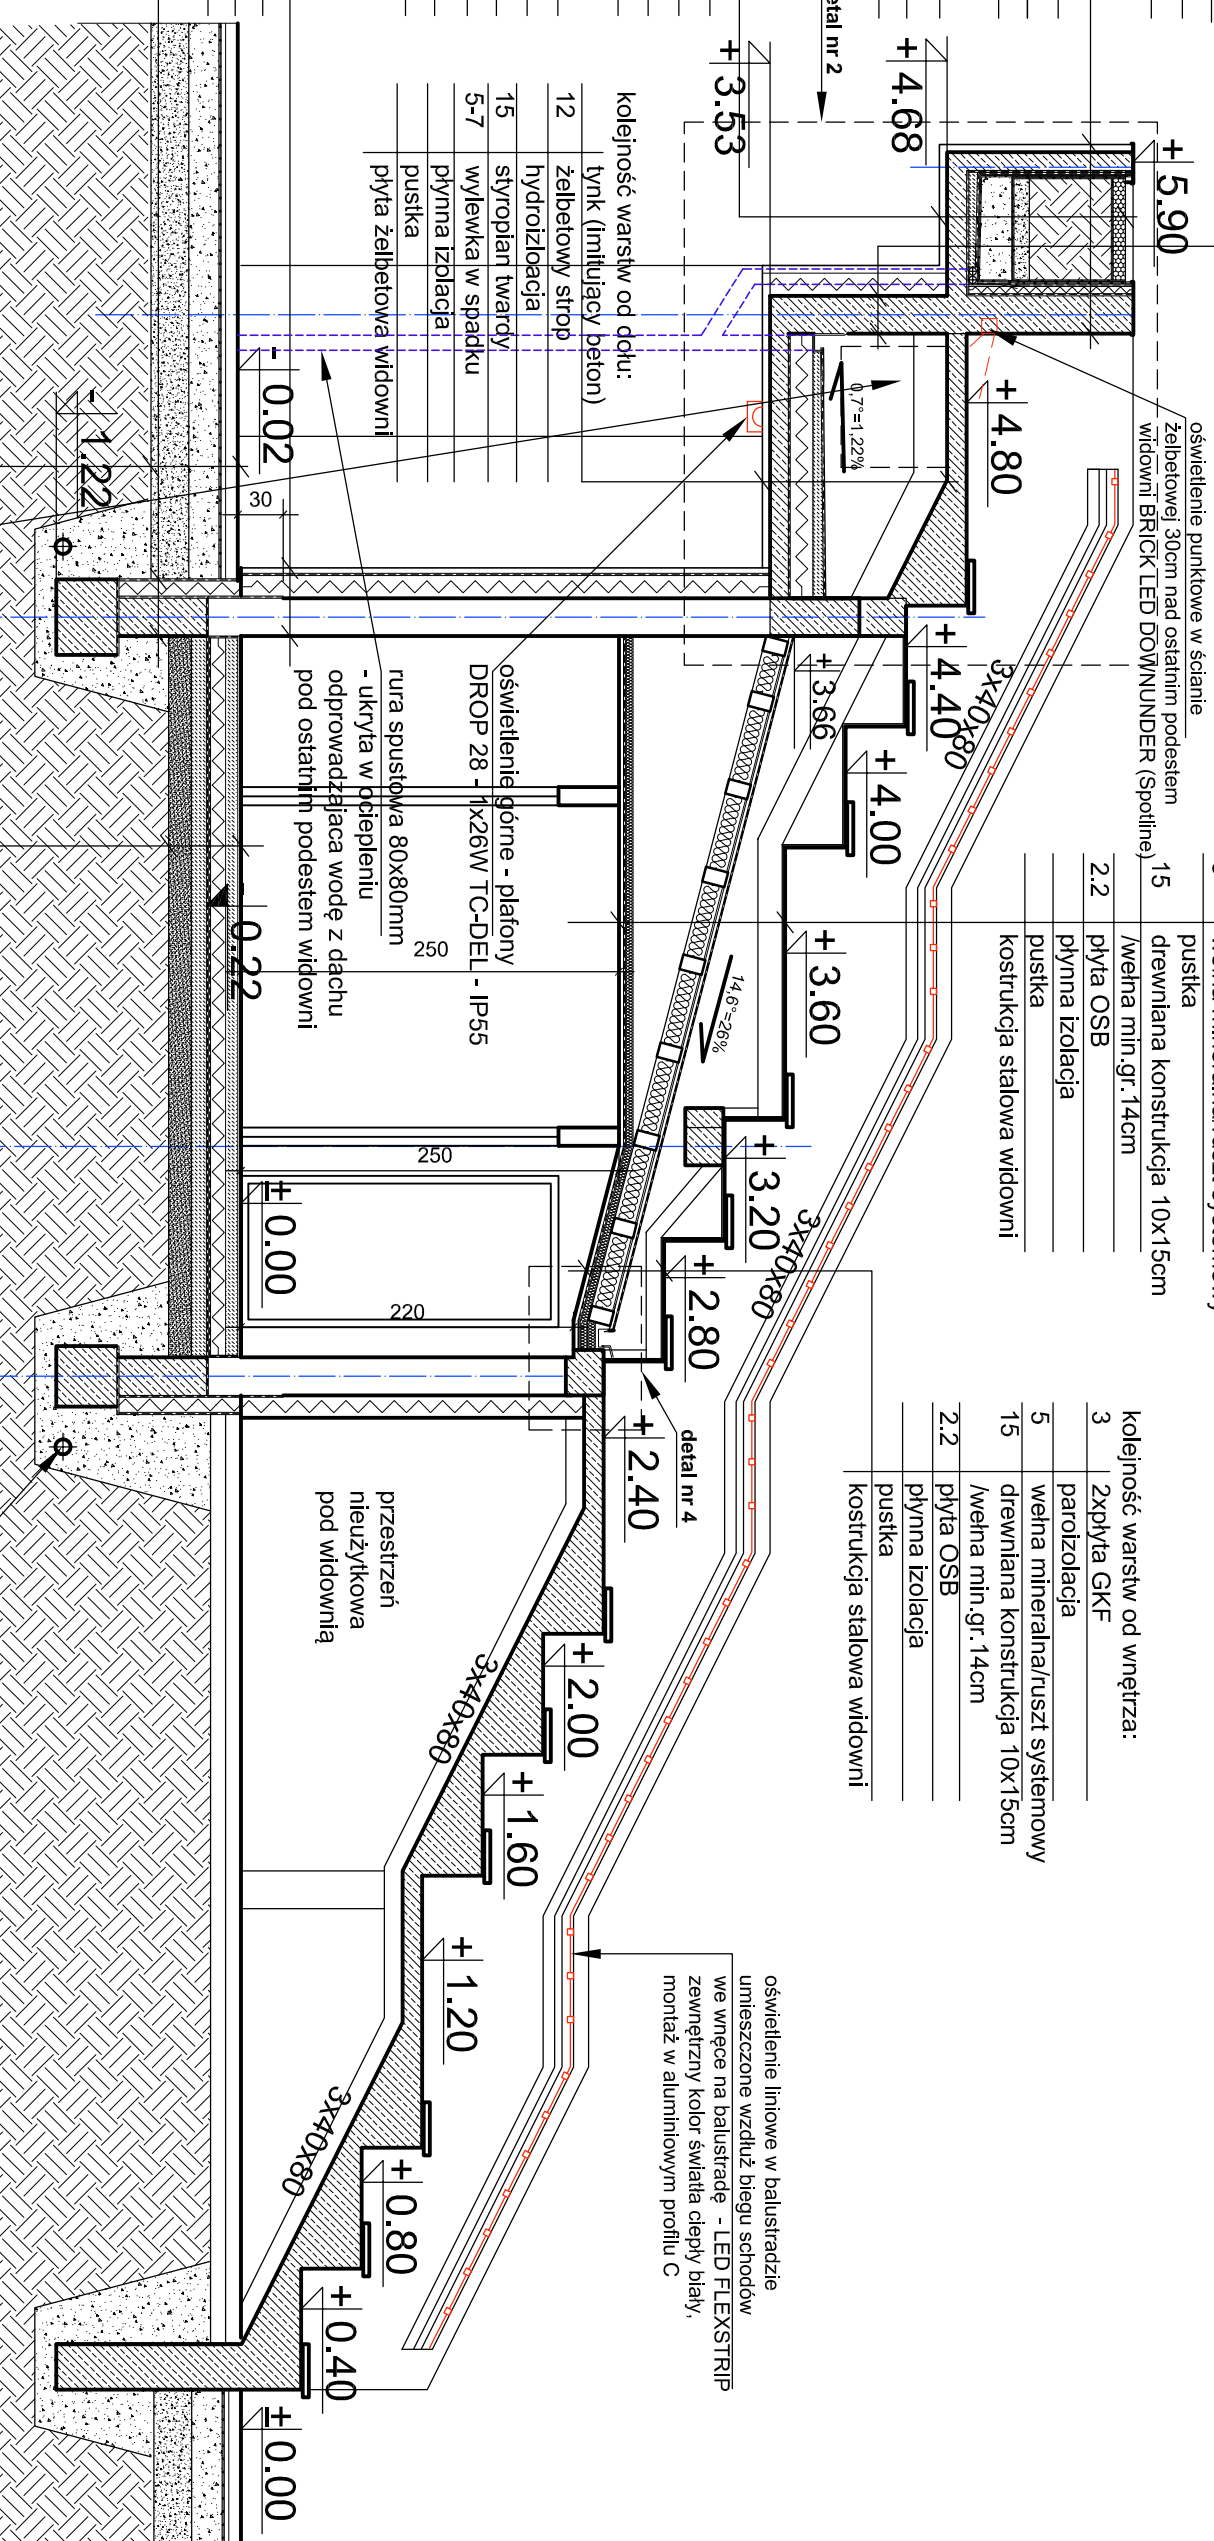 + 5.90
oświetlenie punktowe w ścianie
żelbetowej 30cm nad ostatnim podestem
widowni BRICK LED DOWNUNDER (Spotline)
+ 4.68
detal nr 2
+ 3.53
+ 4.80
0,7°=1,22%
+ 4.40
3x40x80
+ 3.66
+ 4.00
+ 3.60
14,6°=26%
+ 3.20
3x40x80
+ 2.80
+ 2.40
detal nr 4
+ 2.00
+ 1.60
+ 1.20
+ 0.80
+ 0.40
± 0.00
kolejność warstw od dołu:
tynk (imitujący beton)
12 żelbetowy strop
hydroizloacja
15 styropian twardy
5-7 wylewka w spadku
płynna izolacja
pustka
płyta żelbetowa widowni
pustka
15 drewniana konstrukcja 10x15cm
/wełna min.gr.14cm
2.2 płyta OSB
płynna izolacja
pustka
kostrukcja stalowa widowni
kolejność warstw od wnętrza:
3 2xpłyta GKF
paroizolacja
5 wełna mineralna/ruszt systemowy
15 drewniana konstrukcja 10x15cm
/wełna min.gr.14cm
2.2 płyta OSB
płynna izolacja
pustka
kostrukcja stalowa widowni
oświetlenie liniowe w balustradzie
umieszczone wzdłuż biegu schodów
we wnęce na balustradę - LED FLEXSTRIP
zewnętrzny kolor światła ciepły biały,
montaż w aluminiowym profilu C
oświetlenie górne - plafony
DROP 28 - 1x26W TC-DEL - IP55
rura spustowa 80x80mm
- ukryta w ociepleniu
odprowadzająca wodę z dachu
pod ostatnim podestem widowni
250
250
220
± 0.00
- 0.02
30
- 1.22
- 0.22
przestrzeń
nieużytkowa
pod widownią
3x40x80
3x40x80